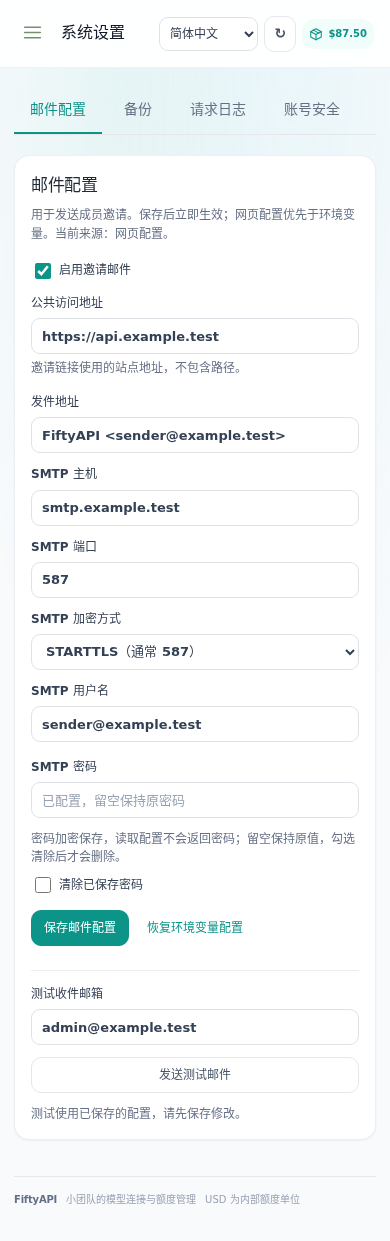 系统设置
简体中文
↻
$87.50
邮件配置
备份
请求日志
账号安全
邮件配置
用于发送成员邀请。保存后立即生效；网页配置优先于环境变
量。当前来源：网页配置。
启用邀请邮件
公共访问地址
https://api.example.test
邀请链接使用的站点地址，不包含路径。
发件地址
FiftyAPI <sender@example.test>
SMTP 主机
smtp.example.test
SMTP 端口
587
SMTP 加密方式
STARTTLS（通常 587）
SMTP 用户名
sender@example.test
SMTP 密码
已配置，留空保持原密码
密码加密保存，读取配置不会返回密码；留空保持原值，勾选
清除后才会删除。
清除已保存密码
保存邮件配置
恢复环境变量配置
测试收件邮箱
admin@example.test
发送测试邮件
测试使用已保存的配置，请先保存修改。
FiftyAPI 小团队的模型连接与额度管理 USD 为内部额度单位